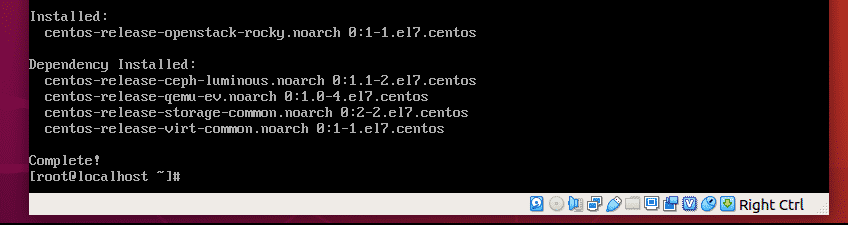 Installed:
centos-release-openstack-rocky.noarch 0:1-1.el7.centos
Dependency Installed:
centos-release-ceph-luminous.noarch 0:1.1-2.el7.centos
centos-release-qemu-ev.noarch 0:1.0-4.el7.centos
centos-release-storage-common.noarch 0:2-2.el7.centos
centos-release-virt-common.noarch 0:1-1.el7.centos
Complete!
[root@localhost ~]#
Right Ctrl